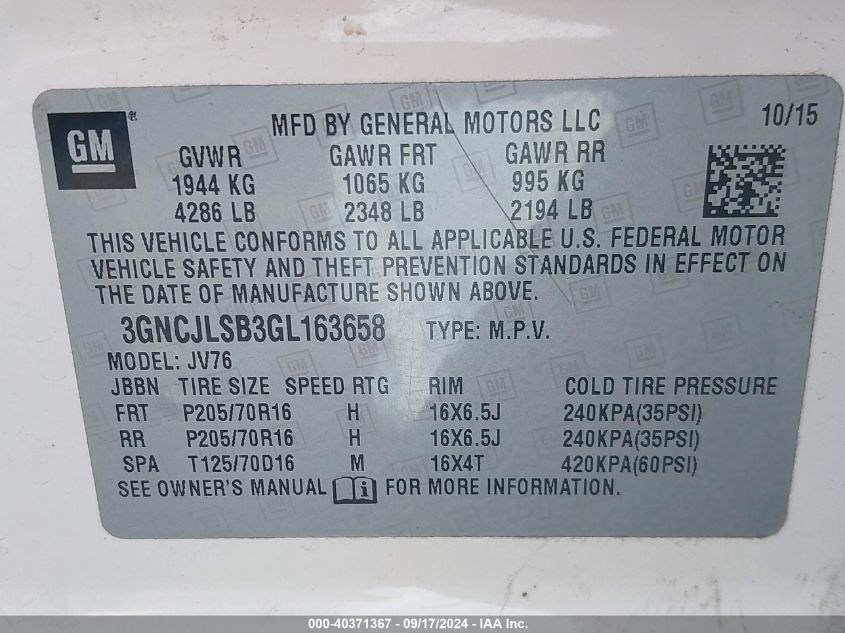 GM
MFD BY GENERAL MOTORS LLC 10/15
GVWR GAWR FRT GAWR RR
1944 KG 1065 KG 995 KG
4286 LB 2348 LB 2194 LB
THIS VEHICLE CONFORMS TO ALL APPLICABLE U.S. FEDERAL MOTOR
VEHICLE SAFETY AND THEFT PREVENTION STANDARDS IN EFFECT ON
THE DATE OF MANUFACTURE SHOWN ABOVE.
3GNCJLSB3GL163658 TYPE: M.P.V.
MODEL: JV76
JBBN TIRE SIZE SPEED RTG RIM COLD TIRE PRESSURE
FRT P205/70R16 H 16X6.5J 240KPA(35PSI)
RR P205/70R16 H 16X6.5J 240KPA(35PSI)
SPA T125/70D16 M 16X4T 420KPA(60PSI)
SEE OWNER'S MANUAL FOR MORE INFORMATION.
000-40371367 - 09/17/2024 - IAA Inc.